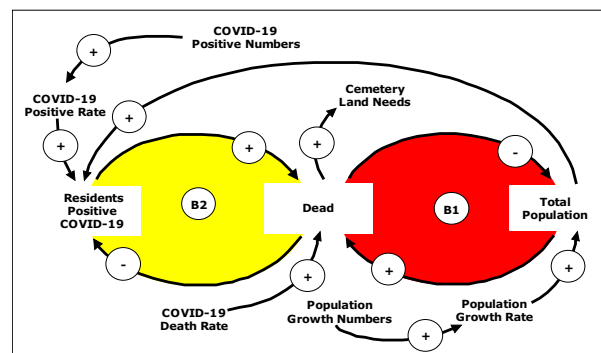 COVID-19
Positive Numbers
+
COVID-19
Positive Rate
+
+
Cemetery
Land Needs
+
+
-
Residents
Positive
COVID-19
B2
Dead
B1
Total
Population
-
+
+
+
COVID-19
Death Rate
Population
Growth Numbers
+
Population
Growth Rate